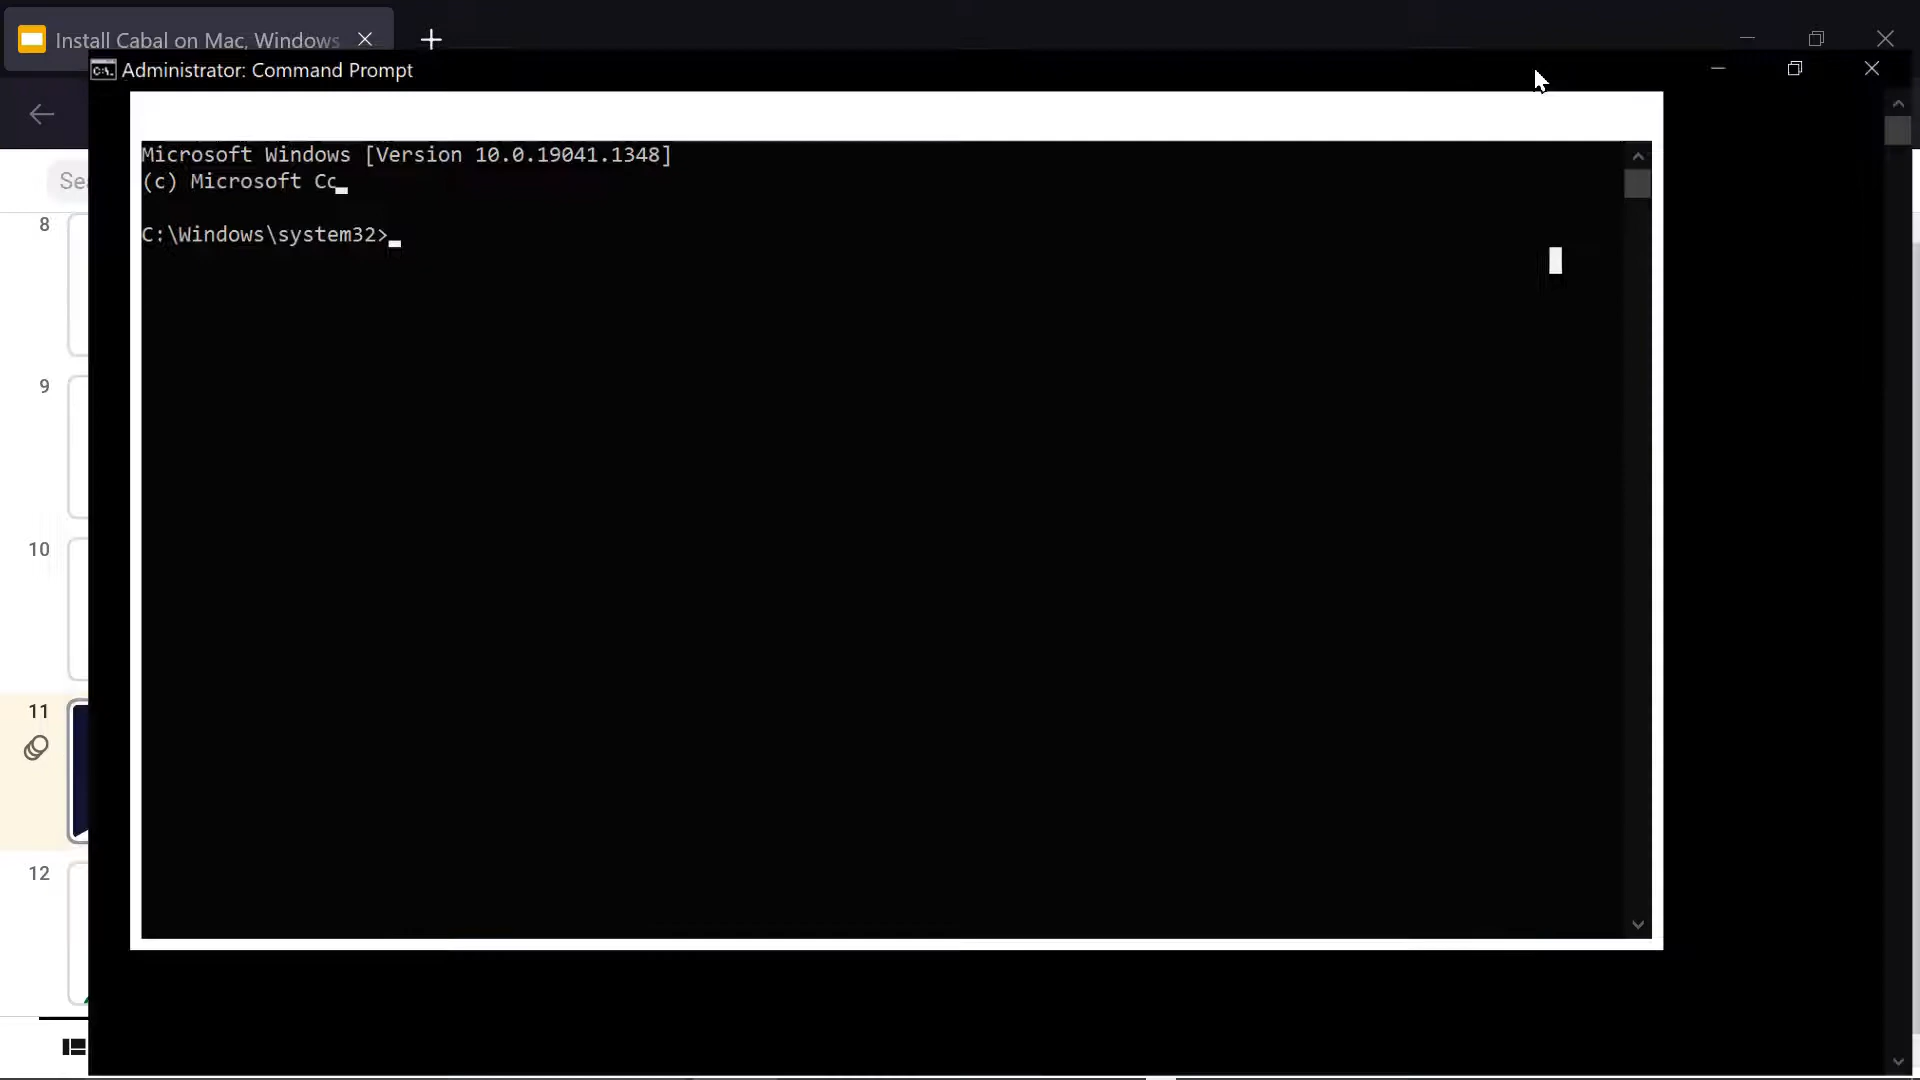 Install Cabal on Mac, Windows
Administrator: Command Prompt
Microsoft Windows [Version 10.0.19041.1348]
(c) Microsoft Cc
C:\Windows\system32>
8
9
10
11
12